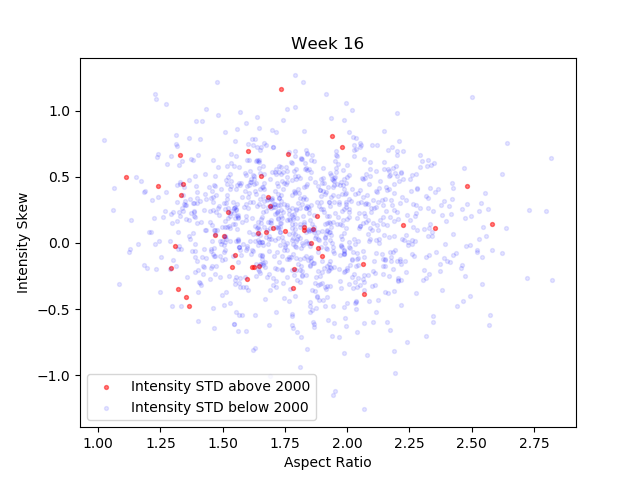 Week 16
Intensity Skew
1.0
0.5
0.0
−0.5
−1.0
Intensity STD above 2000
Intensity STD below 2000
1.00 1.25 1.50 1.75 2.00 2.25 2.50 2.75
Aspect Ratio